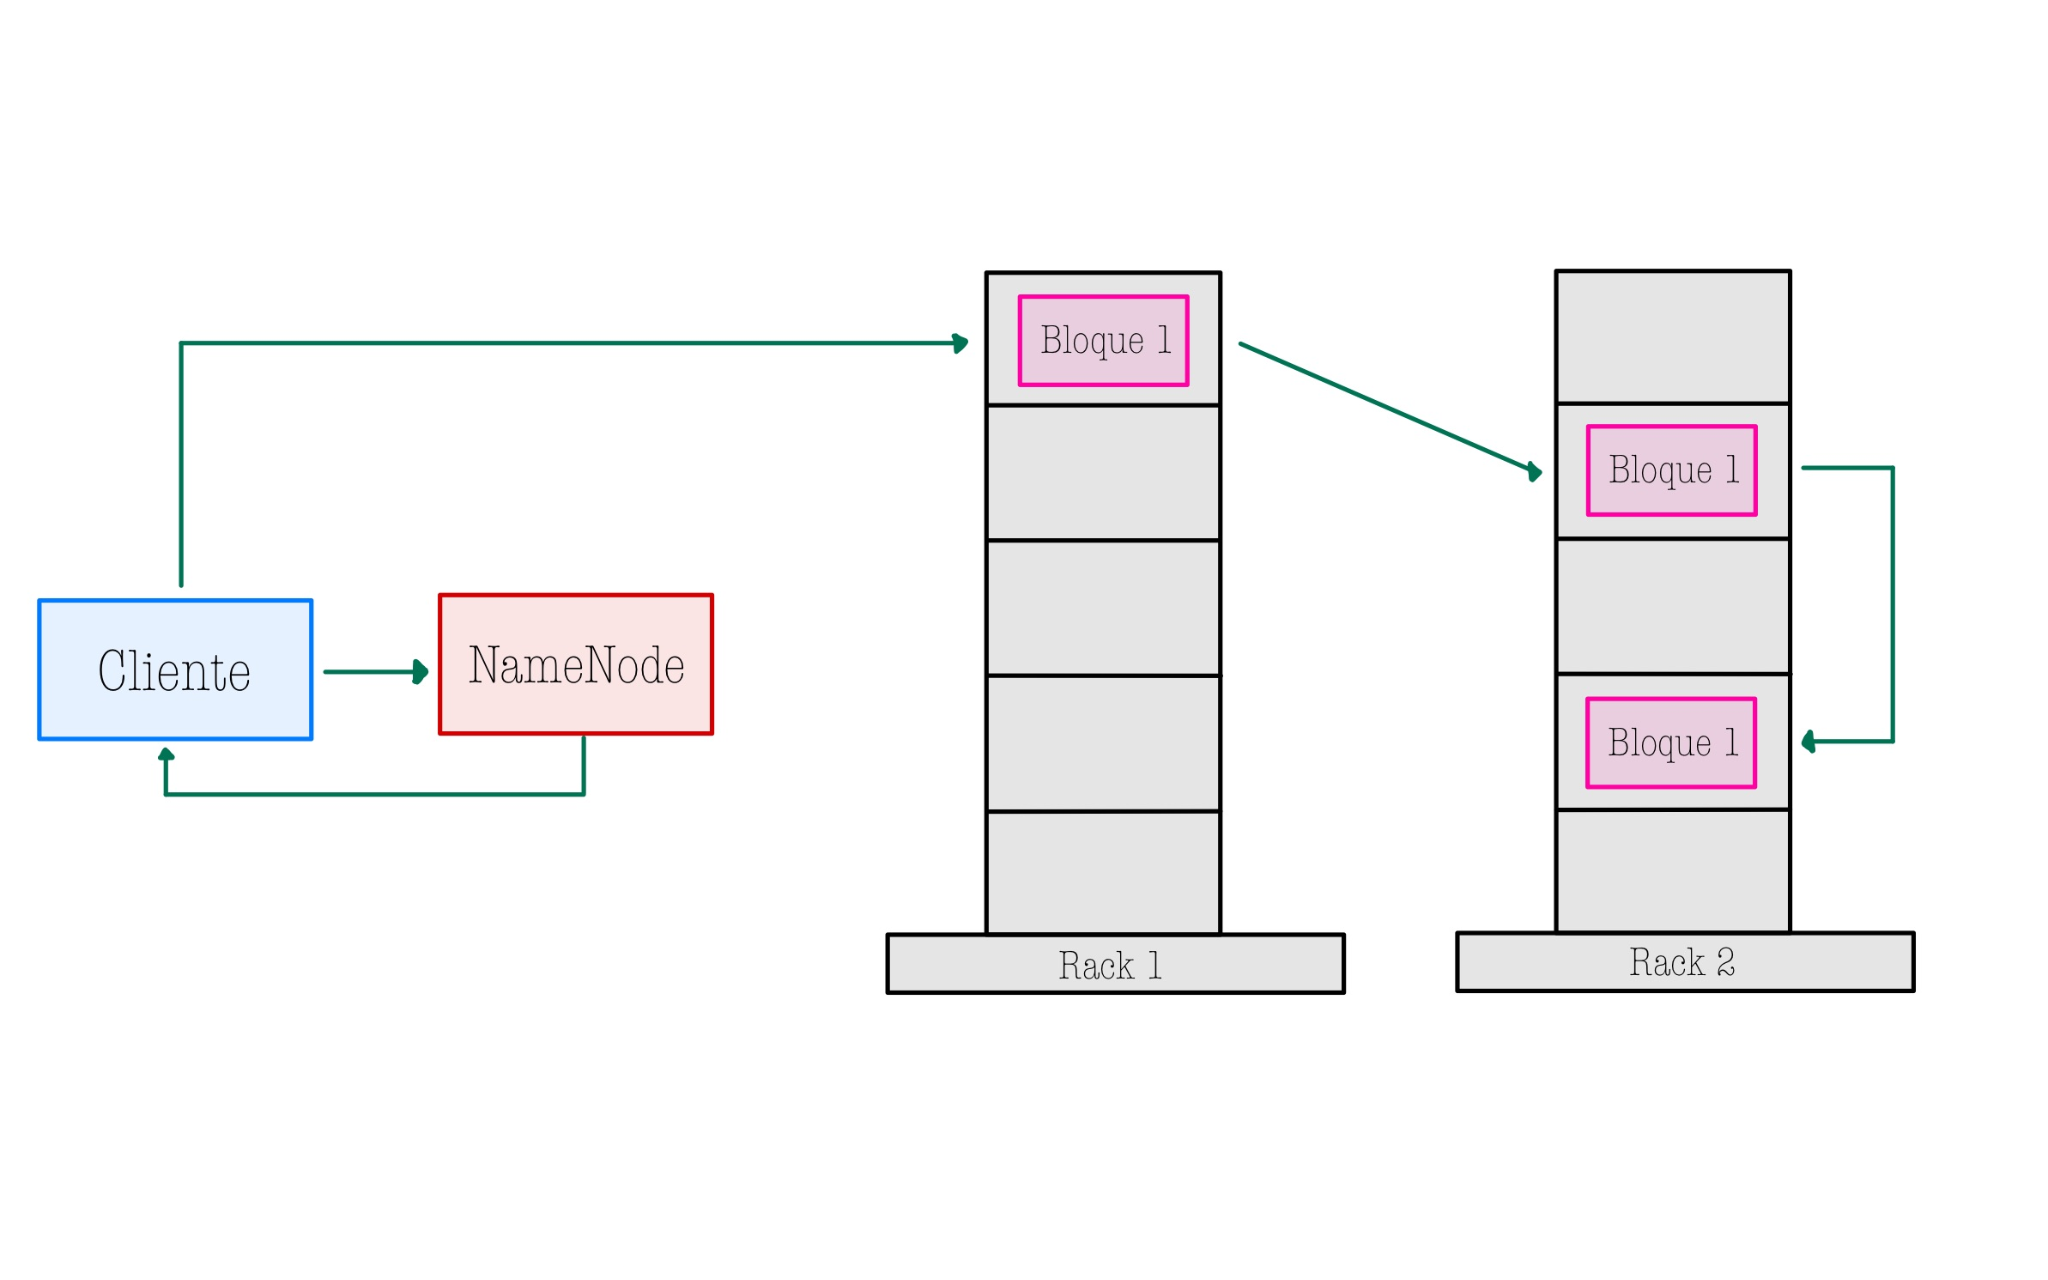 Cliente
NameNode
Bloque 1
Rack 1
Bloque 1
Bloque 1
Rack 2